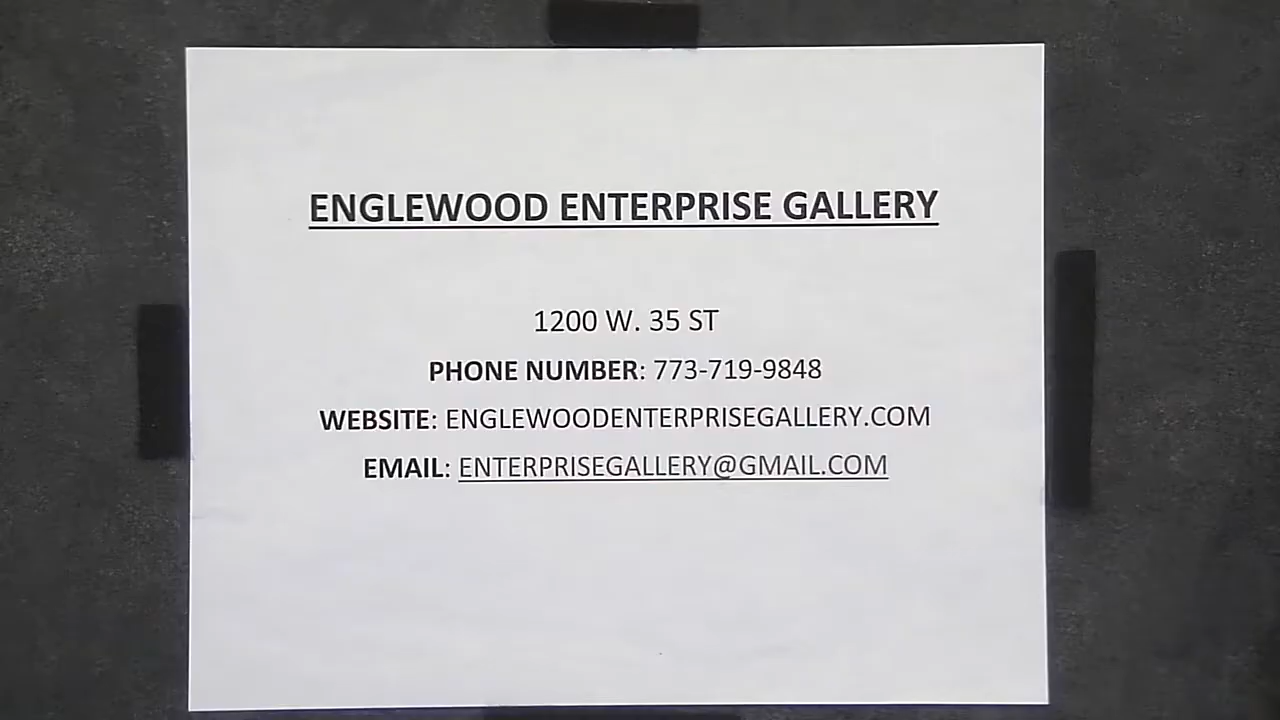 ENGLEWOOD ENTERPRISE GALLERY
1200 W. 35 ST
PHONE NUMBER: 773-719-9848
WEBSITE: ENGLEWOODENTERPRISEGALLERY.COM
EMAIL: ENTERPRISEGALLERY@GMAIL.COM